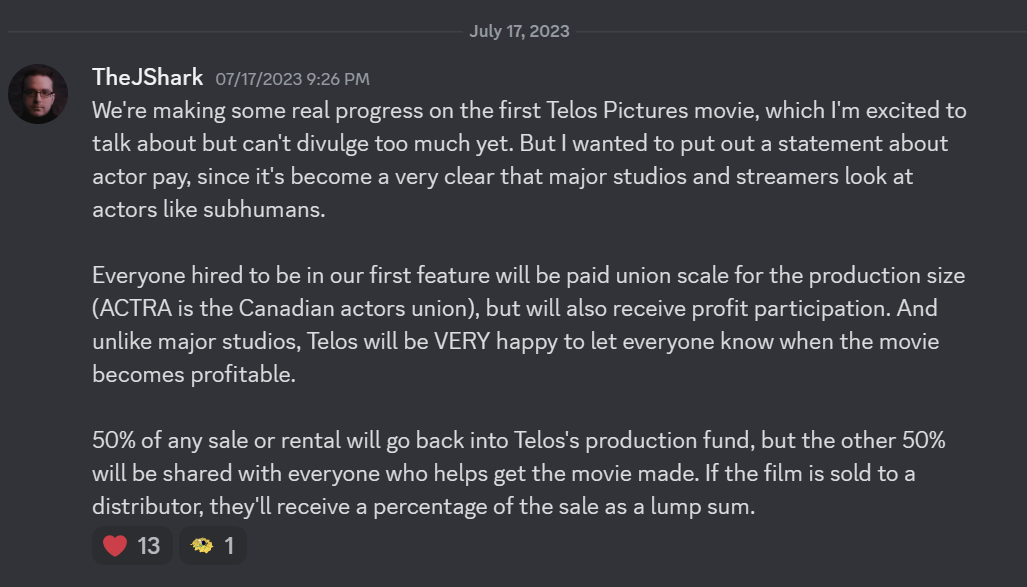 July 17, 2023
TheJShark 07/17/2023 9:26 PM
We're making some real progress on the first Telos Pictures movie, which I'm excited to
talk about but can't divulge too much yet. But I wanted to put out a statement about
actor pay, since it's become a very clear that major studios and streamers look at
actors like subhumans.
Everyone hired to be in our first feature will be paid union scale for the production size
(ACTRA is the Canadian actors union), but will also receive profit participation. And
unlike major studios, Telos will be VERY happy to let everyone know when the movie
becomes profitable.
50% of any sale or rental will go back into Telos's production fund, but the other 50%
will be shared with everyone who helps get the movie made. If the film is sold to a
distributor, they'll receive a percentage of the sale as a lump sum.
13 1